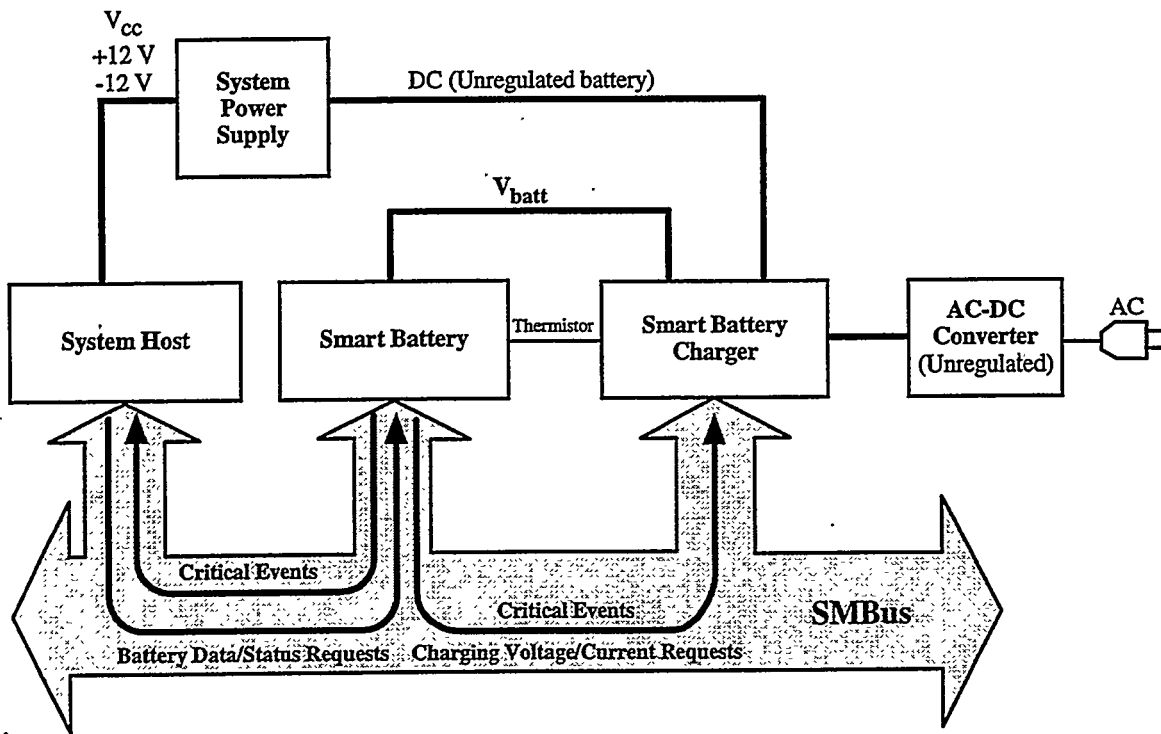 Vcc
+12 V
-12 V
System
Power
Supply
DC (Unregulated battery)
Vbatt
System Host
Smart Battery
Thermistor
Smart Battery
Charger
AC-DC
Converter
(Unregulated)
AC
Critical Events
Critical Events
SMBus
Battery Data/Status Requests
Charging Voltage/Current Requests